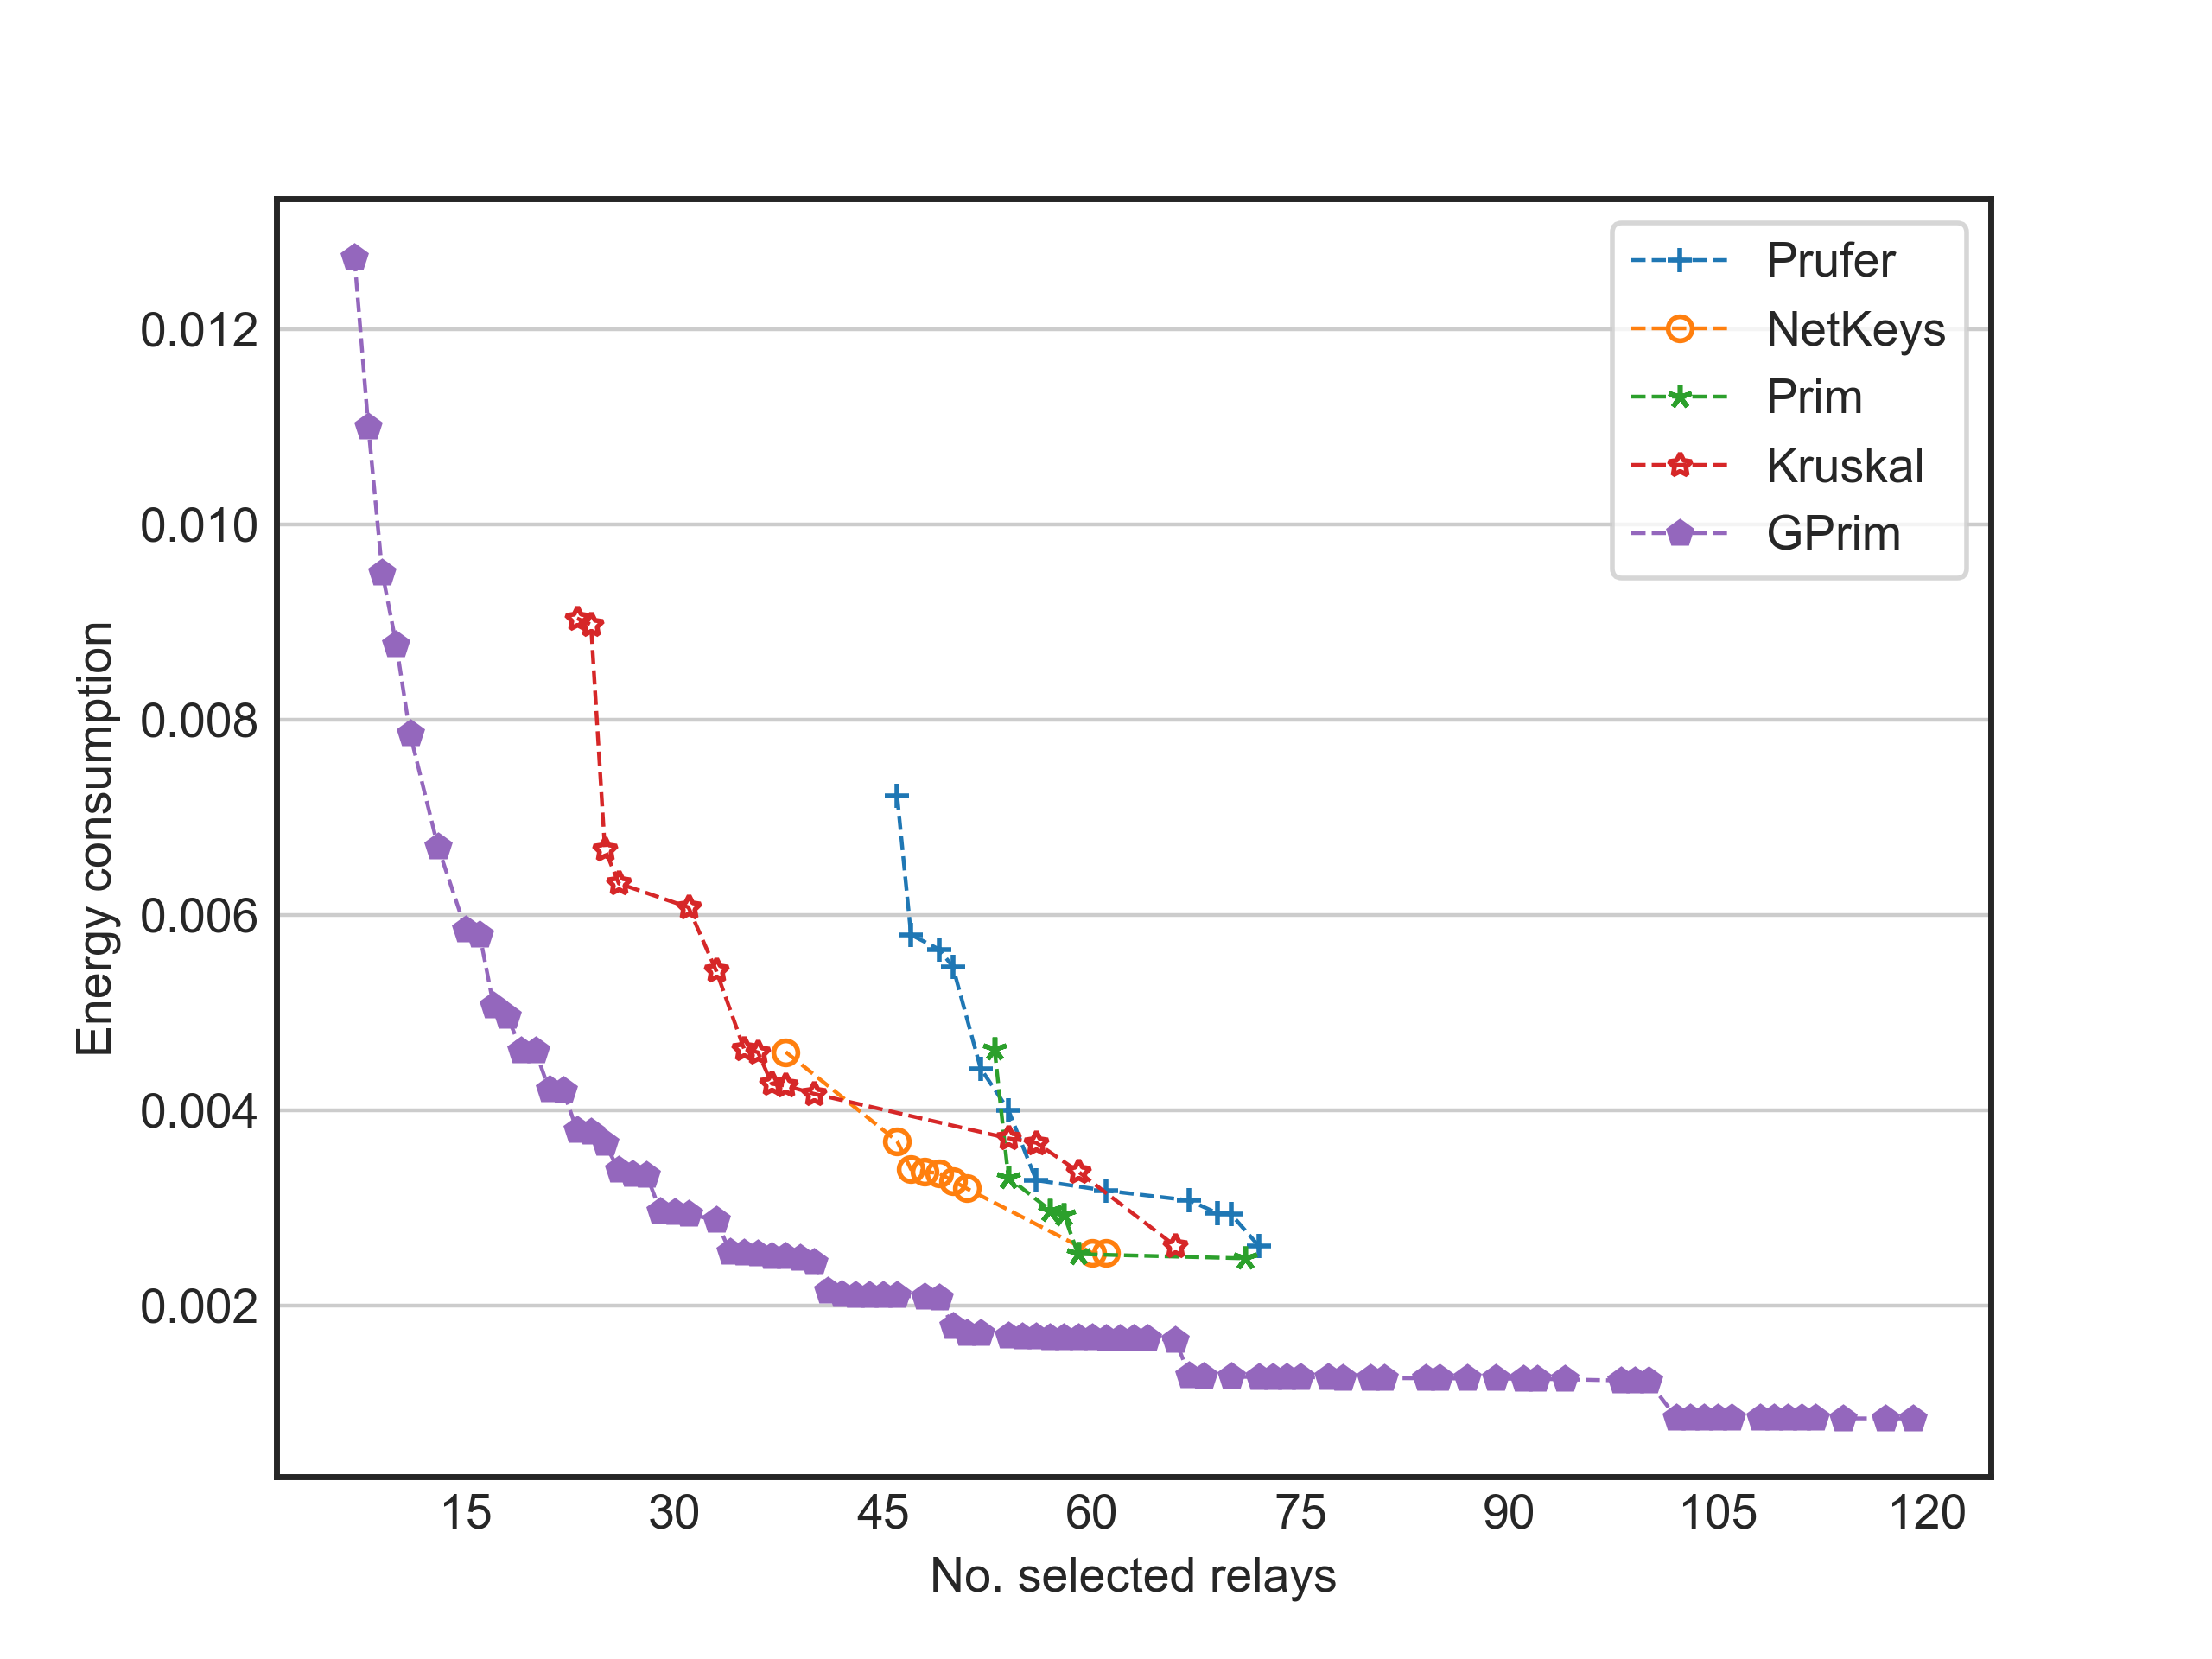 Prufer
NetKeys
Prim
Kruskal
GPrim
0.012
0.010
0.008
0.006
0.004
0.002
Energy consumption
15 30 45 60 75 90 105 120
No. selected relays